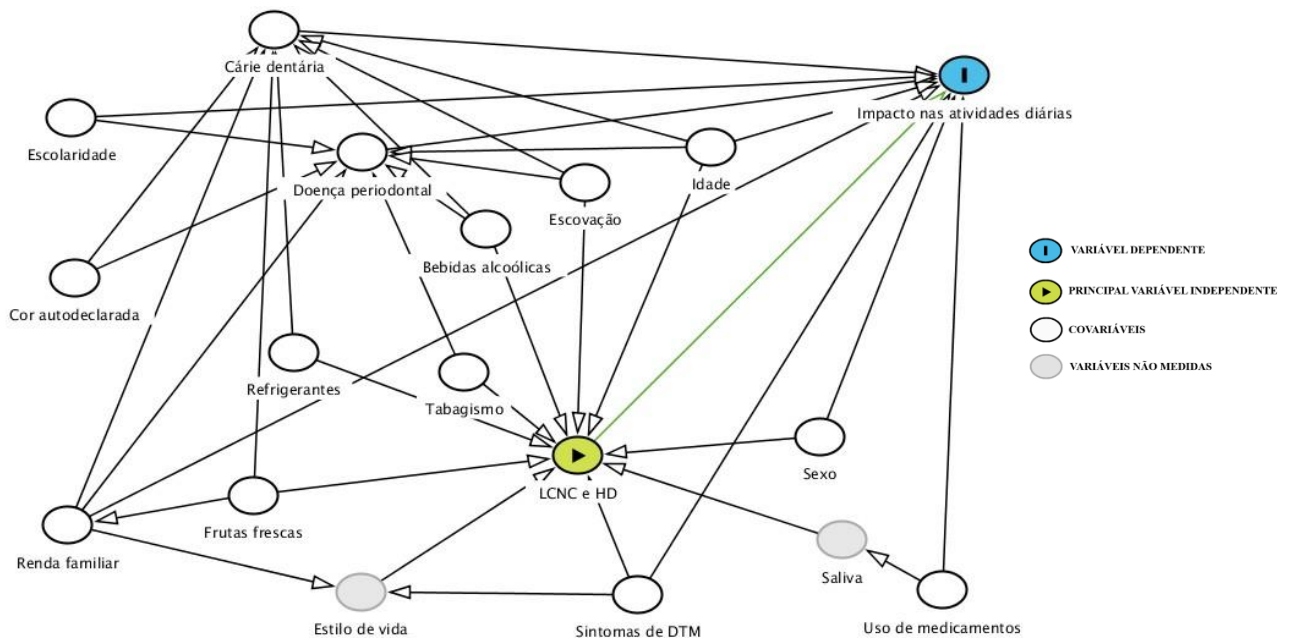 Cárie dentária
Impacto nas atividades diárias
Escolaridade
Doença periodontal
Idade
Escovação
Bebidas alcoólicas
Cor autodeclarada
VARIÁVEL DEPENDENTE
PRINCIPAL VARIÁVEL INDEPENDENTE
COVARIÁVEIS
VARIÁVEIS NÃO MEDIDAS
Refrigerantes
Tabagismo
Sexo
LCNC e HD
Frutas frescas
Renda familiar
Saliva
Estilo de vida
Sintomas de DTM
Uso de medicamentos